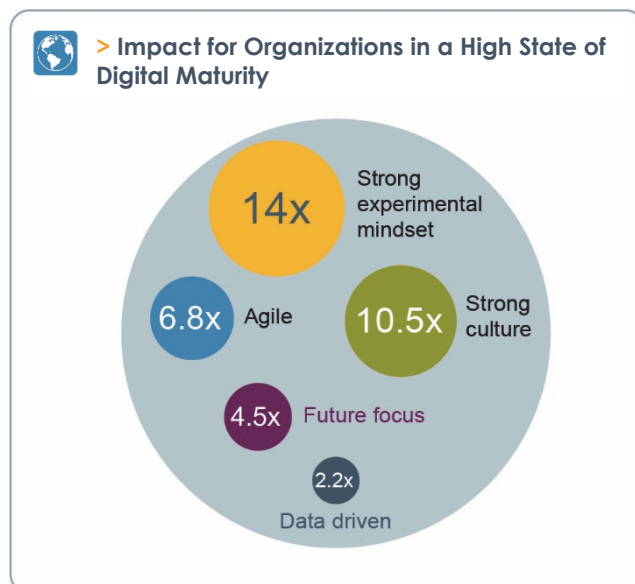 > Impact for Organizations in a High State of
Digital Maturity
14x
Strong
experimental
mindset
6.8x
Agile
10.5x
Strong
culture
4.5x
Future focus
2.2x
Data driven